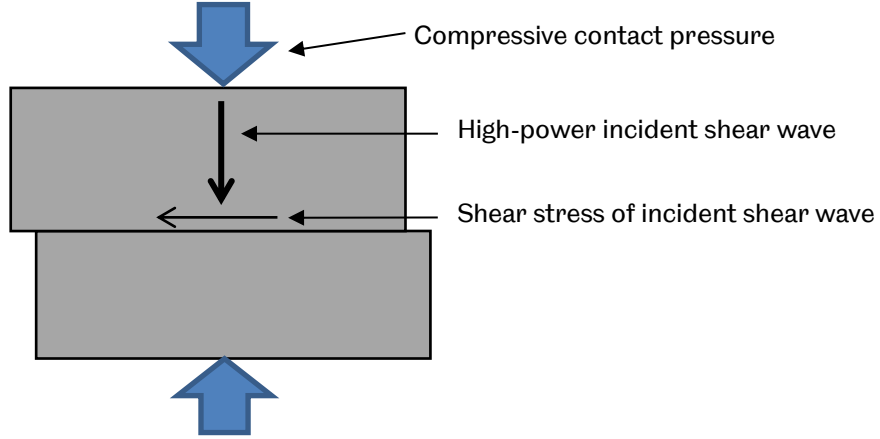 Compressive contact pressure
High-power incident shear wave
Shear stress of incident shear wave